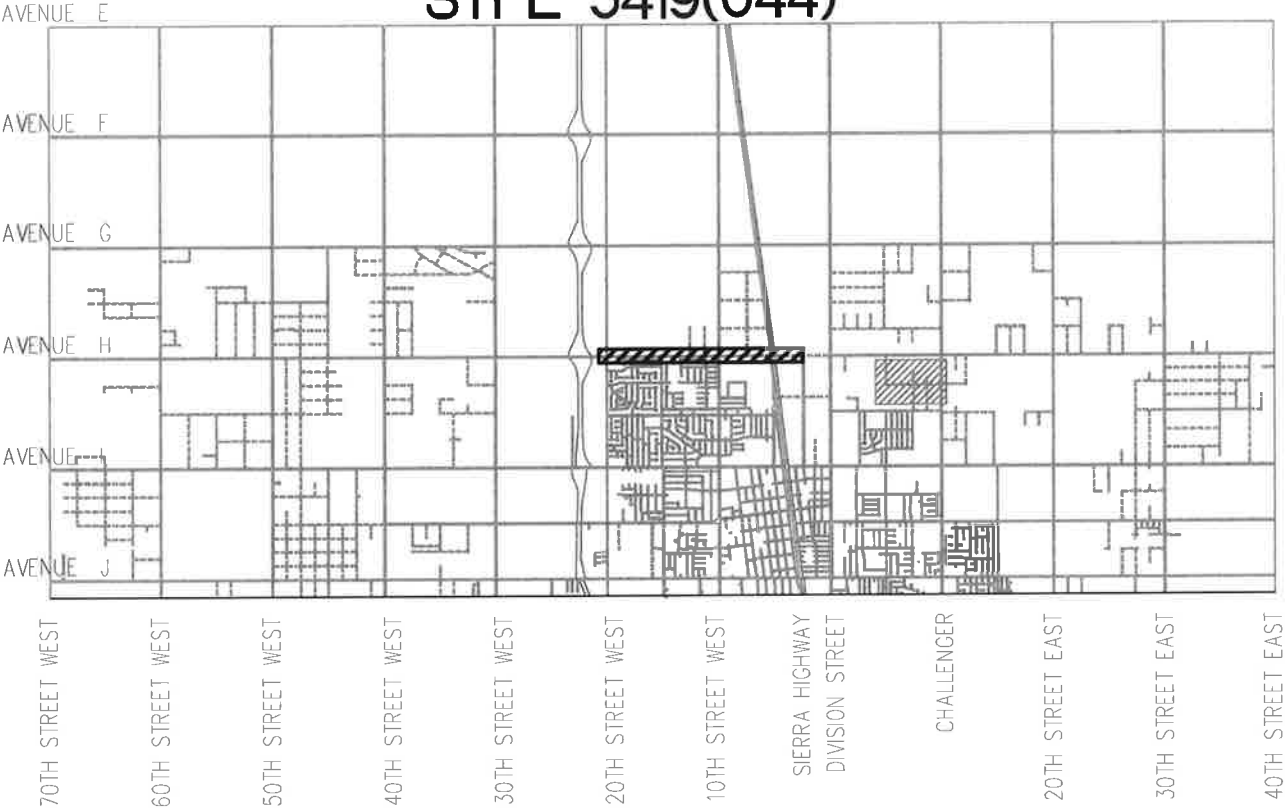 STPL 5419(044)
AVENUE E
AVENUE F
AVENUE G
AVENUE H
AVENUE I
AVENUE J
70TH STREET WEST
60TH STREET WEST
50TH STREET WEST
40TH STREET WEST
30TH STREET WEST
20TH STREET WEST
10TH STREET WEST
SIERRA HIGHWAY
DIVISION STREET
CHALLENGER
20TH STREET EAST
30TH STREET EAST
40TH STREET EAST